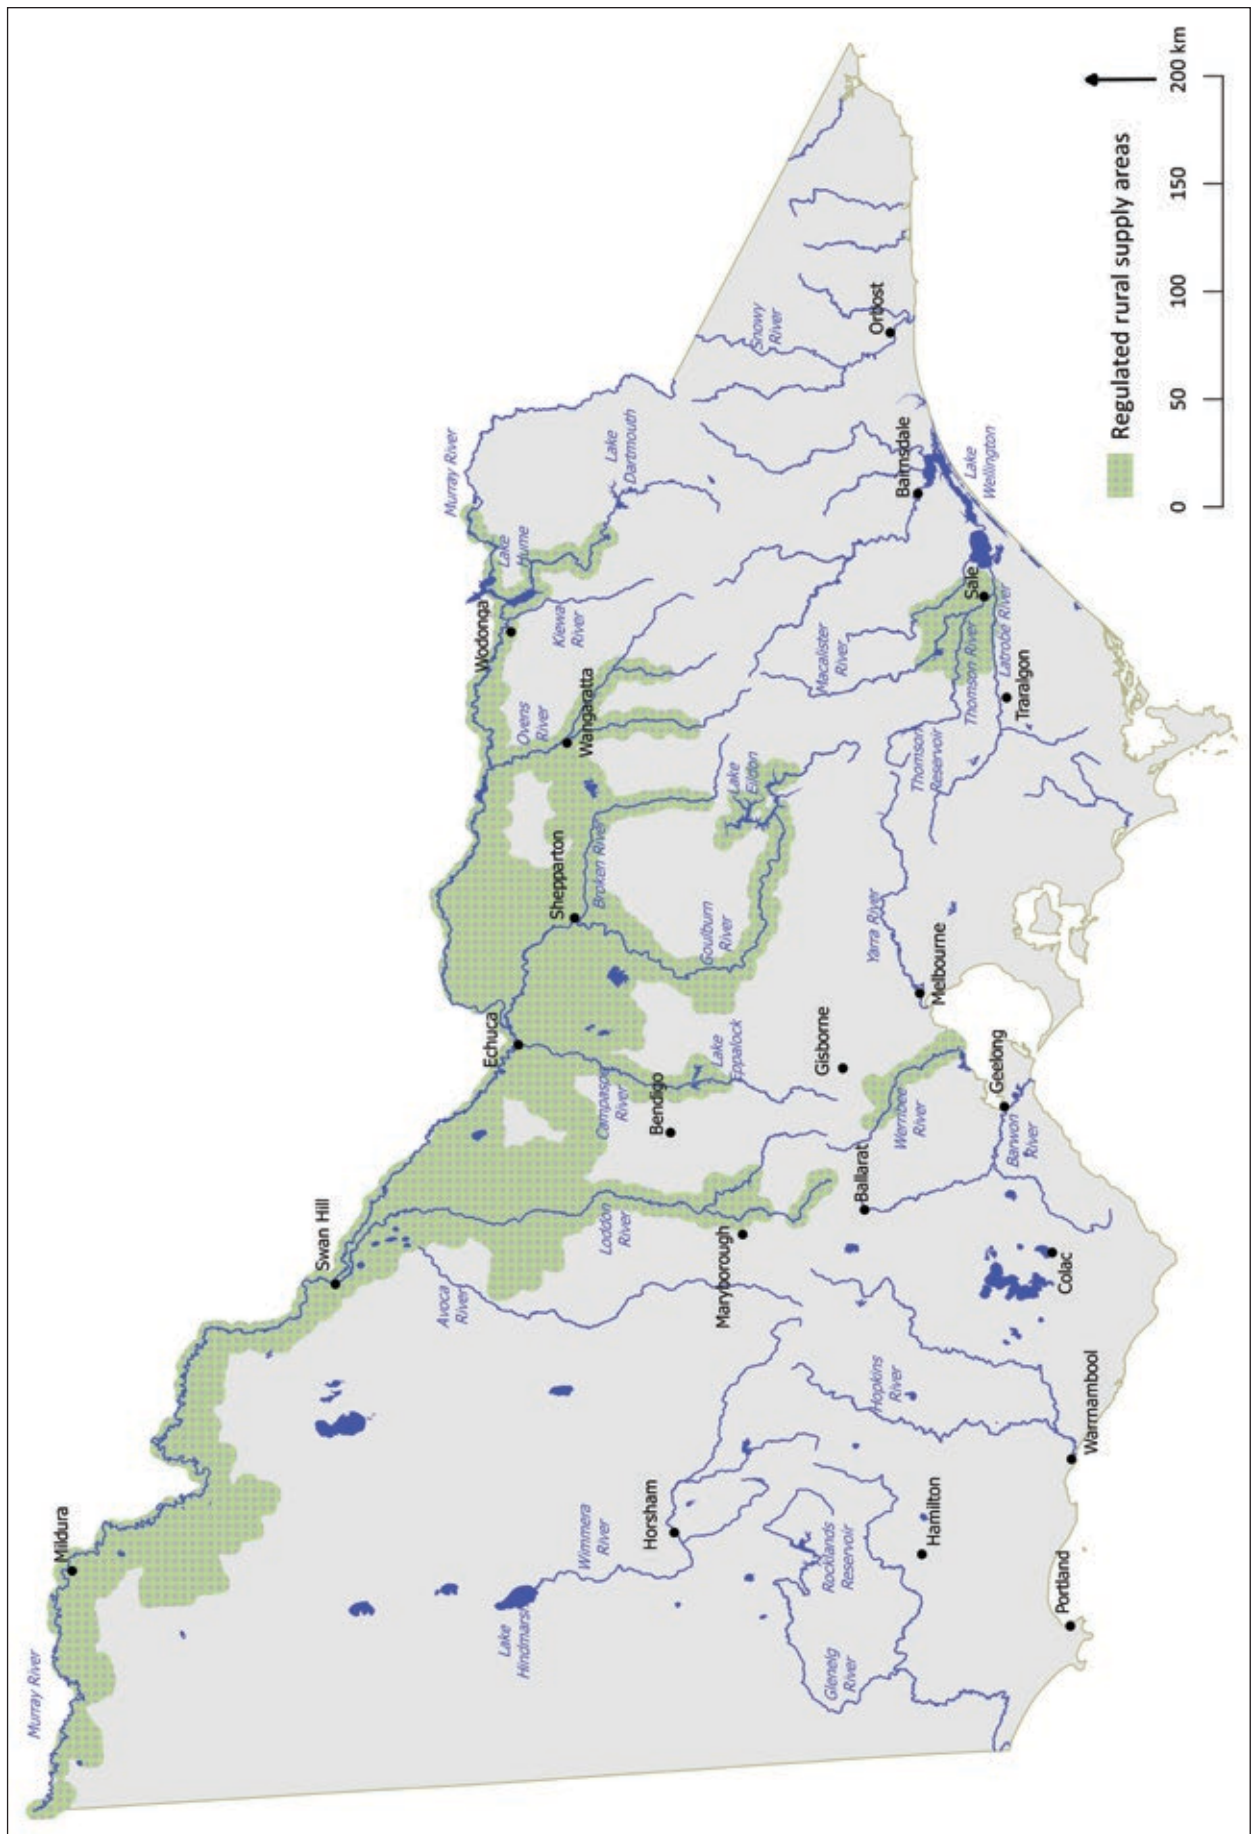 Murray River
Mildura
Swan Hill
Murray River
Avoca
River
Wodonga
Echuca
Lake
Hume
Lake
Hindmarsh
Ovens
River
Kiewa
River
Shepparton
Wangaratta
Wimmera
River
Loddon
River
Campaspe
River
Broken River
Lake
Dartmouth
Horsham
Bendigo
Goulburn
River
Lake
Eppalock
Maryborough
Lake
Eildon
Snowy
River
Gisborne
Macalister
River
Glenelg
River
Rocklands
Reservoir
Ballarat
Yarra River
Orbost
Hopkins
River
Werribee
River
Bairnsdale
Thomson
Reservoir
Hamilton
Melbourne
Sale
Thomson River
Lake
Wellington
Geelong
Latrobe River
Barwon
River
Traralgon
Portland
Colac
Warrnambool
Regulated rural supply areas
0 50 100 150 200 km